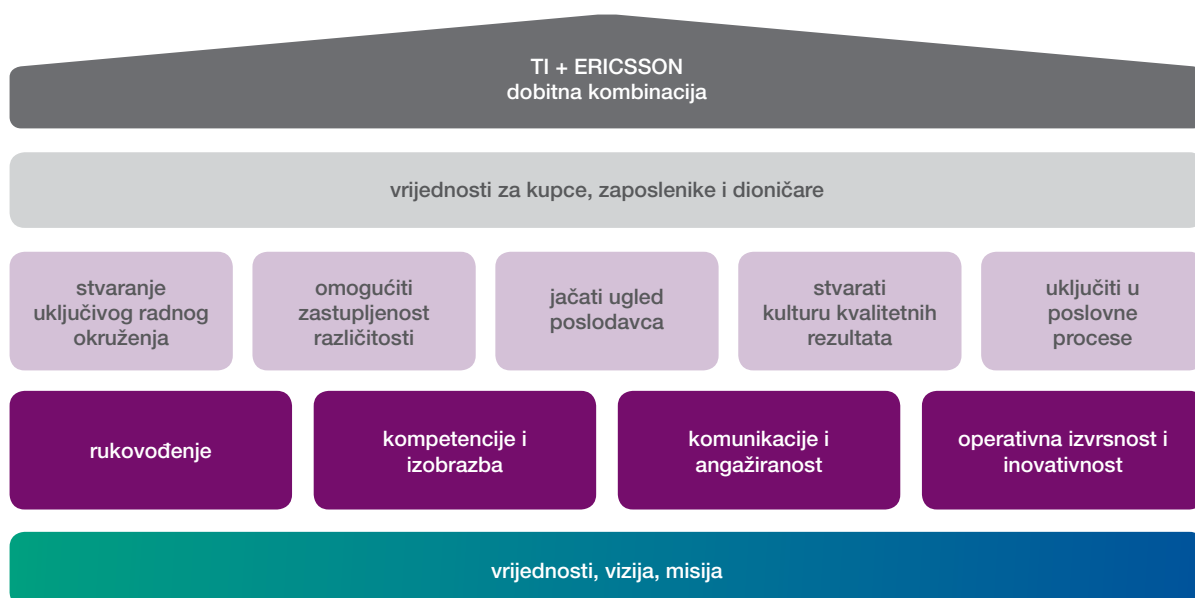 TI + ERICSSON
dobitna kombinacija
vrijednosti za kupce, zaposlenike i dioničare
stvaranje
uključivog radnog
okruženja
omogućiti
zastupljenost
različitosti
jačati ugled
poslodavca
stvarati
kulturu kvalitetnih
rezultata
uključiti u
poslovne
procese
rukovođenje
kompetencije i
izobrazba
komunikacije i
angažiranost
operativna izvrsnost i
inovativnost
vrijednosti, vizija, misija